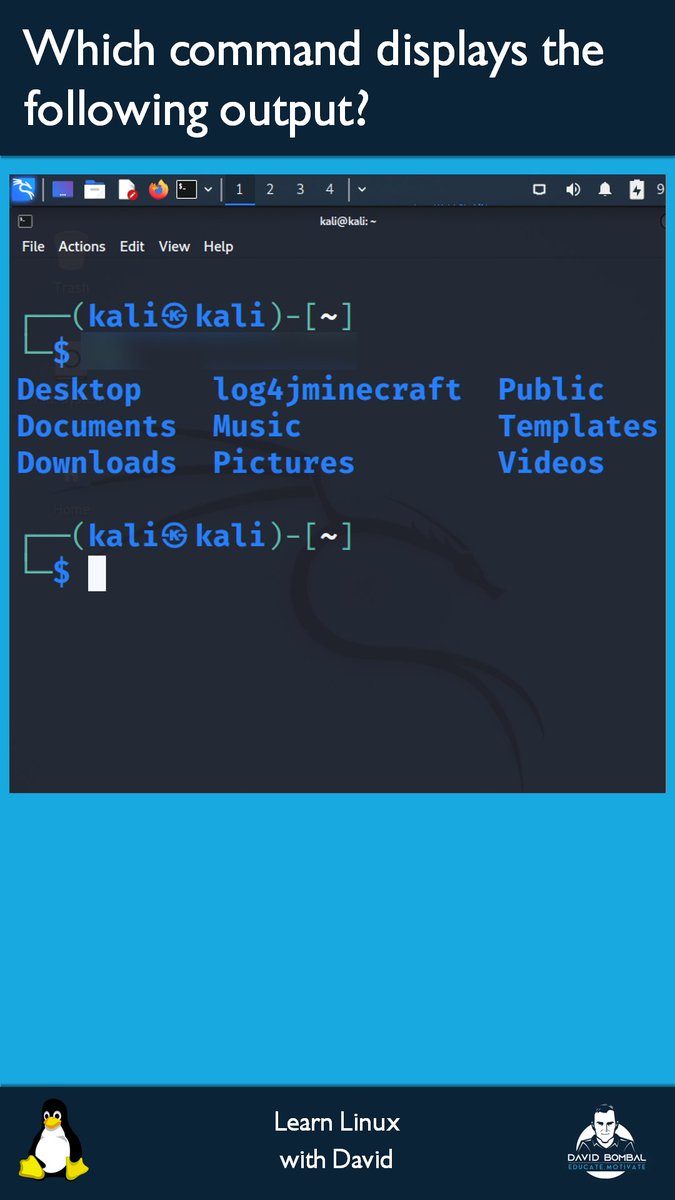 Which command displays the
following output?
1 2 3 4 9
kali@kali: ~
File Actions Edit View Help
Trash
┌──(kali㉿kali)-[~]
└─$
Desktop log4jminecraft Public
Documents Music Templates
Downloads Pictures Videos
Home
┌──(kali㉿kali)-[~]
└─$
Learn Linux
with David
DAVID BOMBAL
EDUCATE.MOTIVATE